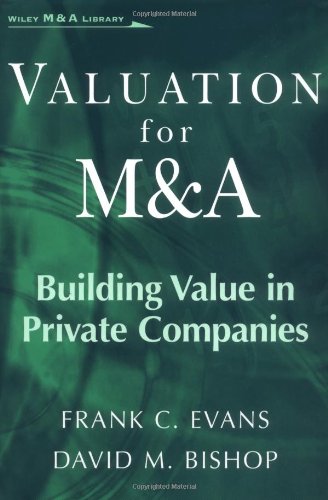 WILEY M&A LIBRARY
VALUATION
for
M&A
Building Value in
Private Companies
FRANK C. EVANS
DAVID M. BISHOP